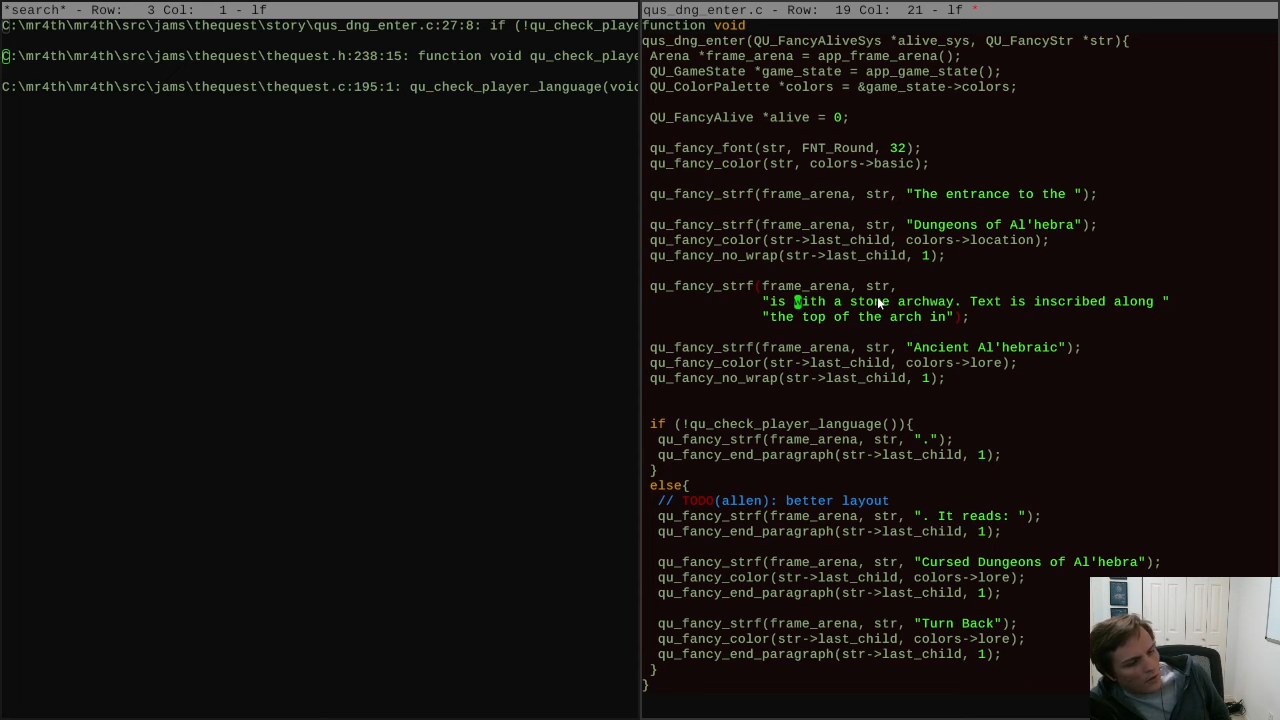 *search* - Row:   3 Col:   1 - lf
C:\mr4th\mr4th\src\jams\thequest\story\qus_dng_enter.c:27:8: if (!qu_check_playe
C:\mr4th\mr4th\src\jams\thequest\thequest.h:238:15: function void qu_check_playe
C:\mr4th\mr4th\src\jams\thequest\thequest.c:195:1: qu_check_player_language(void
qus_dng_enter.c - Row:  19 Col:  21 - lf *
function void
qus_dng_enter(QU_FancyAliveSys *alive_sys, QU_FancyStr *str){
 Arena *frame_arena = app_frame_arena();
 QU_GameState *game_state = app_game_state();
 QU_ColorPalette *colors = &game_state->colors;
 QU_FancyAlive *alive = 0;
 qu_fancy_font(str, FNT_Round, 32);
 qu_fancy_color(str, colors->basic);
 qu_fancy_strf(frame_arena, str, "The entrance to the ");
 qu_fancy_strf(frame_arena, str, "Dungeons of Al'hebra");
 qu_fancy_color(str->last_child, colors->location);
 qu_fancy_no_wrap(str->last_child, 1);
 qu_fancy_strf(frame_arena, str,
               "is with a stone archway. Text is inscribed along "
               "the top of the arch in");
 qu_fancy_strf(frame_arena, str, "Ancient Al'hebraic");
 qu_fancy_color(str->last_child, colors->lore);
 qu_fancy_no_wrap(str->last_child, 1);
 if (!qu_check_player_language()){
  qu_fancy_strf(frame_arena, str, ".");
  qu_fancy_end_paragraph(str->last_child, 1);
 }
 else{
  // TODO(allen): better layout
  qu_fancy_strf(frame_arena, str, ". It reads: ");
  qu_fancy_end_paragraph(str->last_child, 1);
  qu_fancy_strf(frame_arena, str, "Cursed Dungeons of Al'hebra");
  qu_fancy_color(str->last_child, colors->lore);
  qu_fancy_end_paragraph(str->last_child, 1);
  qu_fancy_strf(frame_arena, str, "Turn Back");
  qu_fancy_color(str->last_child, colors->lore);
  qu_fancy_end_paragraph(str->last_child, 1);
 }
}